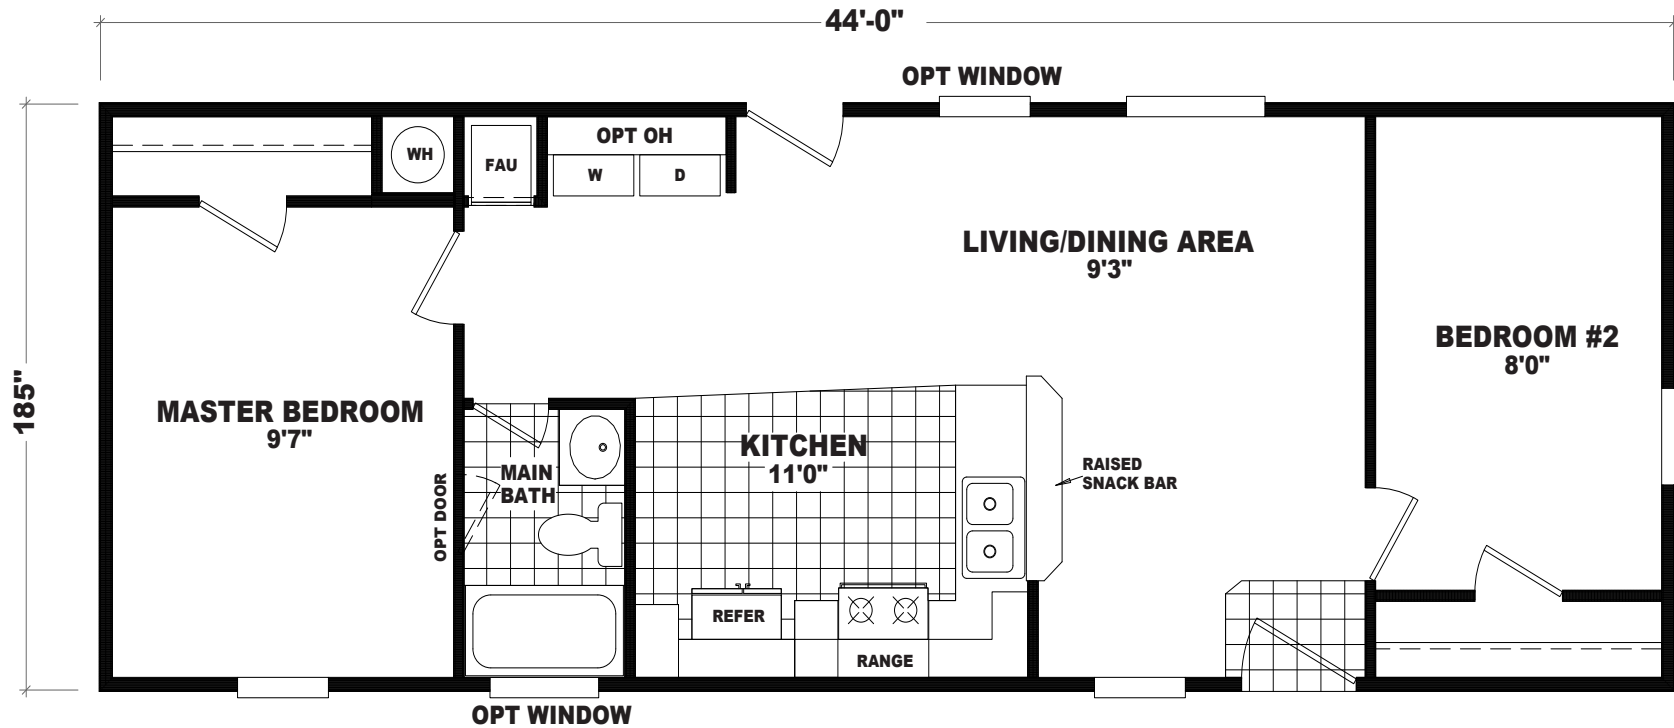 44'-0"
OPT WINDOW
OPT OH
WH
FAU
W
D
LIVING/DINING AREA
9'3"
BEDROOM #2
8'0"
185"
MASTER BEDROOM
9'7"
KITCHEN
11'0"
MAIN
BATH
RAISED
SNACK BAR
OPT DOOR
REFER
RANGE
OPT WINDOW